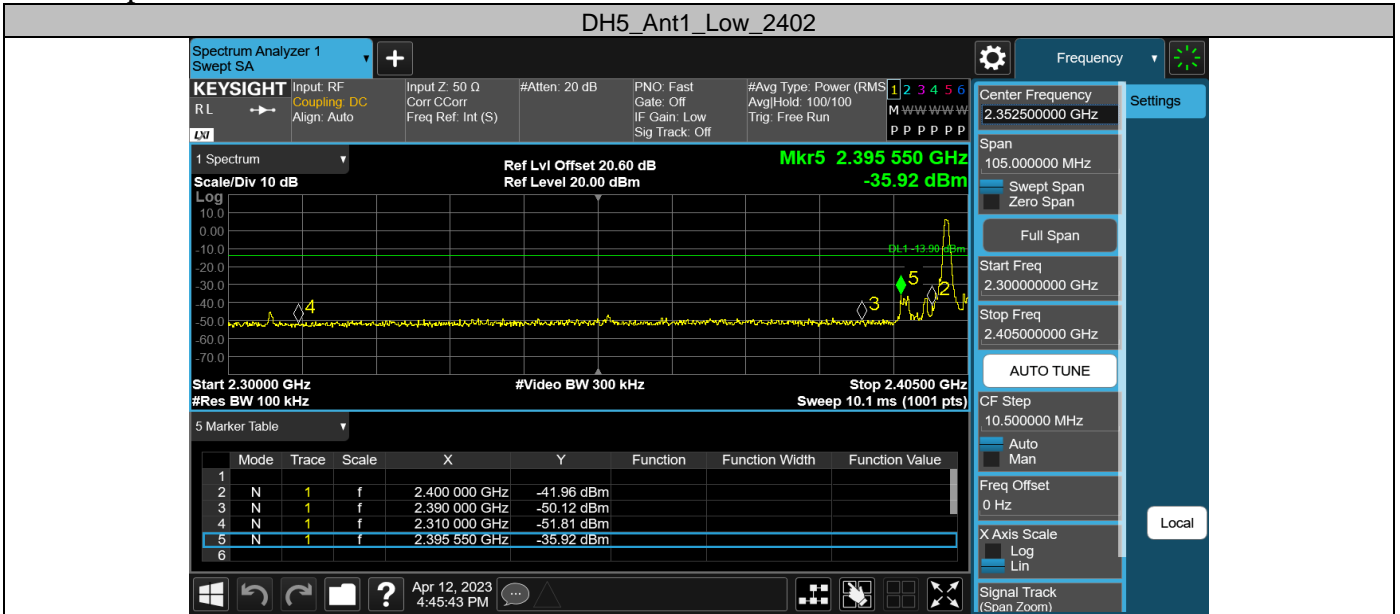 DH5_Ant1_Low_2402
Spectrum Analyzer 1
Swept SA
Frequency
KEYSIGHT
RL
LXI
Input: RF
Coupling: DC
Align: Auto
Input Z: 50 Ω
Corr CCorr
Freq Ref: Int (S)
#Atten: 20 dB
PNO: Fast
Gate: Off
IF Gain: Low
Sig Track: Off
#Avg Type: Power (RMS
Avg|Hold: 100/100
Trig: Free Run
1 2 3 4 5 6
M W W W W W
P P P P P P
1 Spectrum
Scale/Div 10 dB
Ref Lvl Offset 20.60 dB
Ref Level 20.00 dBm
Mkr5 2.395 550 GHz
-35.92 dBm
Log
10.0
0.00
-10.0
-20.0
-30.0
-40.0
-50.0
-60.0
-70.0
DL1 -13.90 dBm
4
3
5
2
Start 2.30000 GHz
#Res BW 100 kHz
#Video BW 300 kHz
Stop 2.40500 GHz
Sweep 10.1 ms (1001 pts)
5 Marker Table
Mode Trace Scale X Y Function Function Width Function Value
1
2 N 1 f 2.400 000 GHz -41.96 dBm
3 N 1 f 2.390 000 GHz -50.12 dBm
4 N 1 f 2.310 000 GHz -51.81 dBm
5 N 1 f 2.395 550 GHz -35.92 dBm
6
?
Apr 12, 2023
4:45:43 PM
Center Frequency
2.352500000 GHz
Span
105.000000 MHz
Swept Span
Zero Span
Full Span
Start Freq
2.300000000 GHz
Stop Freq
2.405000000 GHz
AUTO TUNE
CF Step
10.500000 MHz
Auto
Man
Freq Offset
0 Hz
X Axis Scale
Log
Lin
Signal Track
(Span Zoom)
Settings
Local